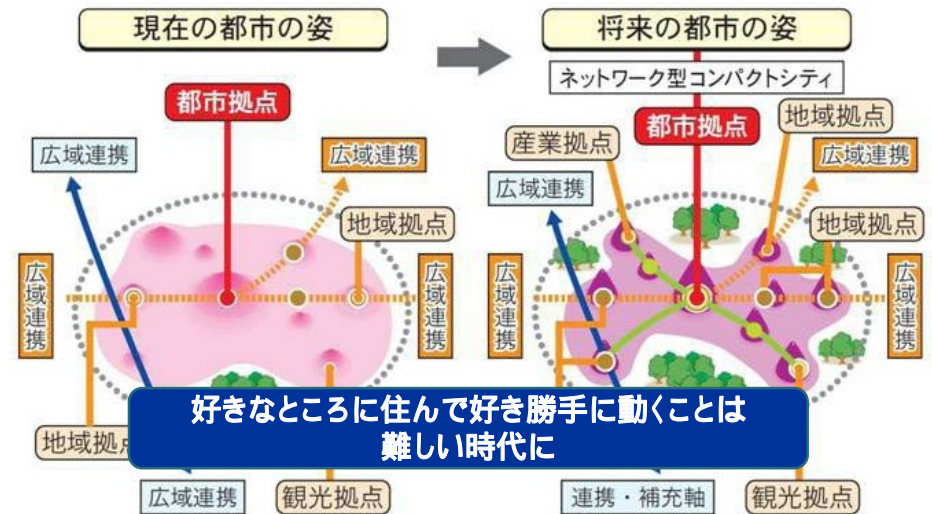 現在の都市の姿
都市拠点
広域連携
広域連携
地域拠点
広域連携
広域連携
地域拠点
広域連携
観光拠点
将来の都市の姿
ネットワーク型コンパクトシティ
都市拠点
地域拠点
産業拠点
広域連携
広域連携
地域拠点
広域連携
連携・補充軸
観光拠点
好きなところに住んで好き勝手に動くことは
難しい時代に